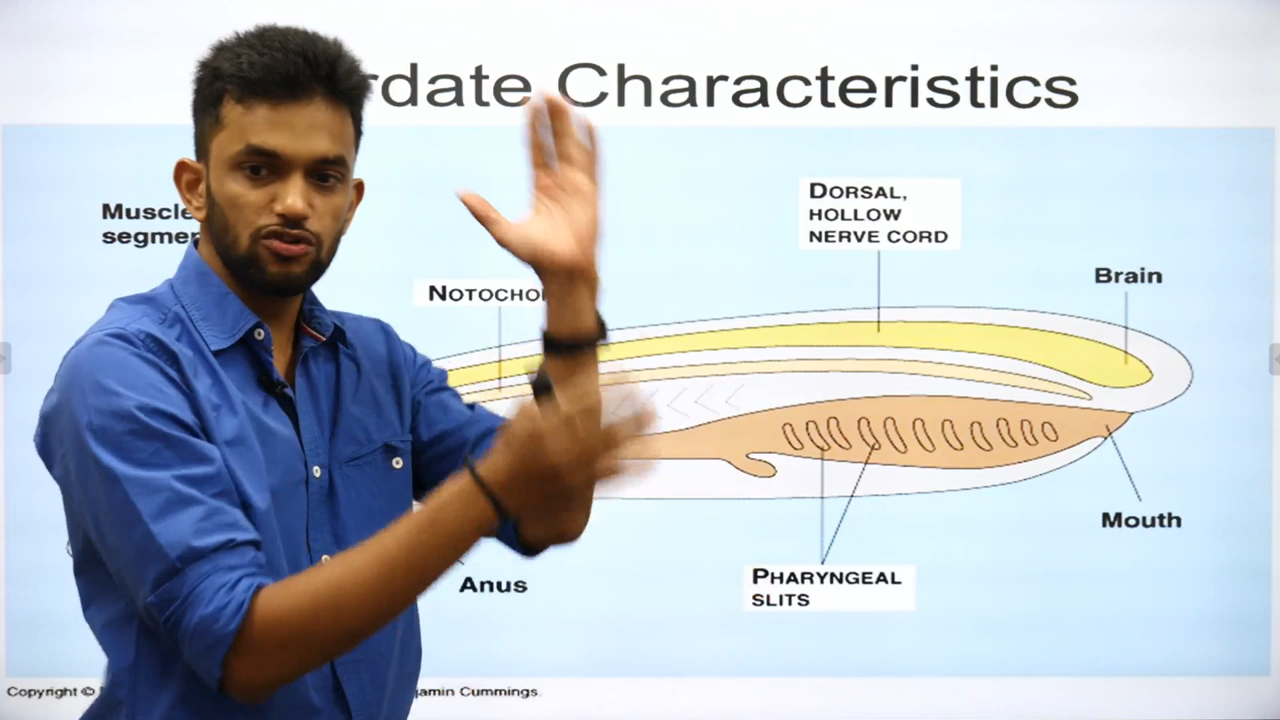 rdate Characteristics
Muscle
segmen
DORSAL,
HOLLOW
NERVE CORD
Brain
NOTOCHO
Mouth
Anus
PHARYNGEAL
SLITS
Copyright © jamin Cummings.